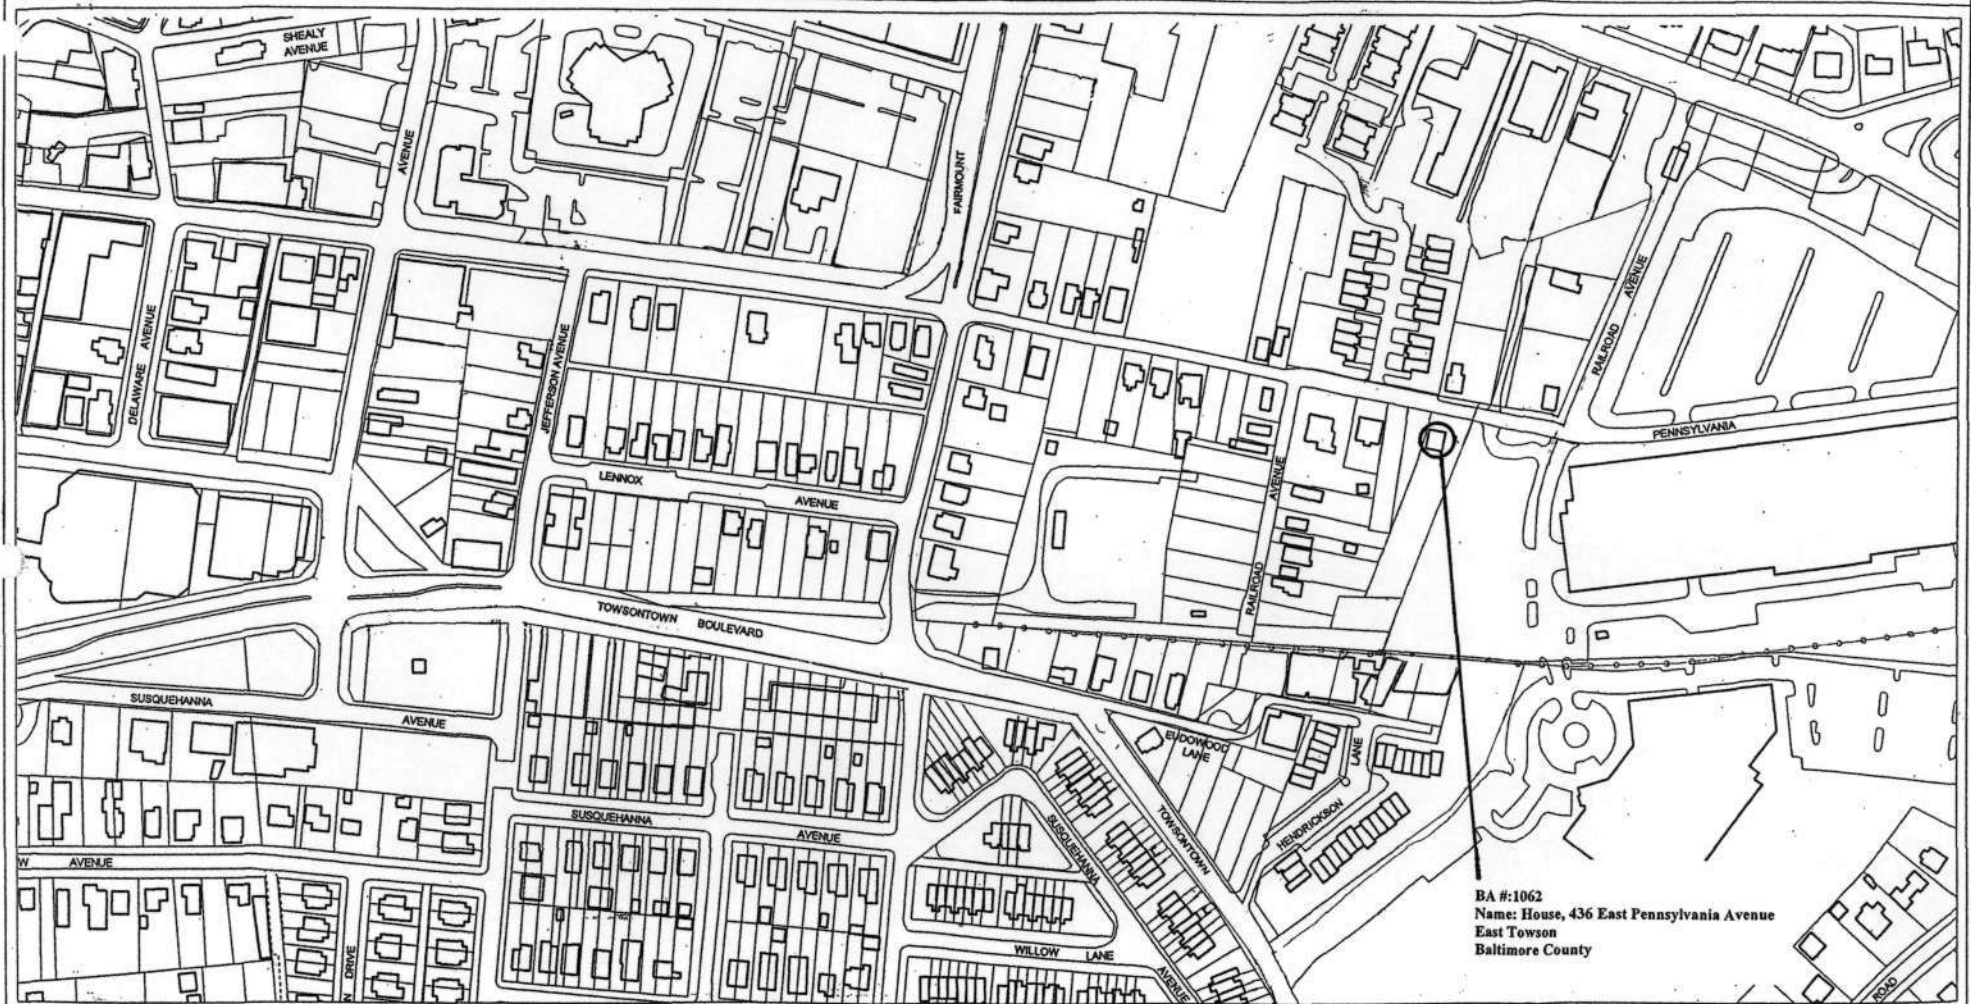 SHEALY
AVENUE
AVENUE
FAIRMOUNT
DELAWARE AVENUE
JEFFERSON AVENUE
RAILROAD AVENUE
PENNSYLVANIA
LENNOX AVENUE
RAILROAD AVENUE
TOWSONTOWN BOULEVARD
SUSQUEHANNA AVENUE
EUDOWOOD
LANE
LANE
HENDRICKSON
TOWSONTOWN
SUSQUEHANNA AVENUE
SUSQUEHANNA AVENUE
W AVENUE
WILLOW LANE
N DRIVE
ROAD
BA #:1062
Name: House, 436 East Pennsylvania Avenue
East Towson
Baltimore County